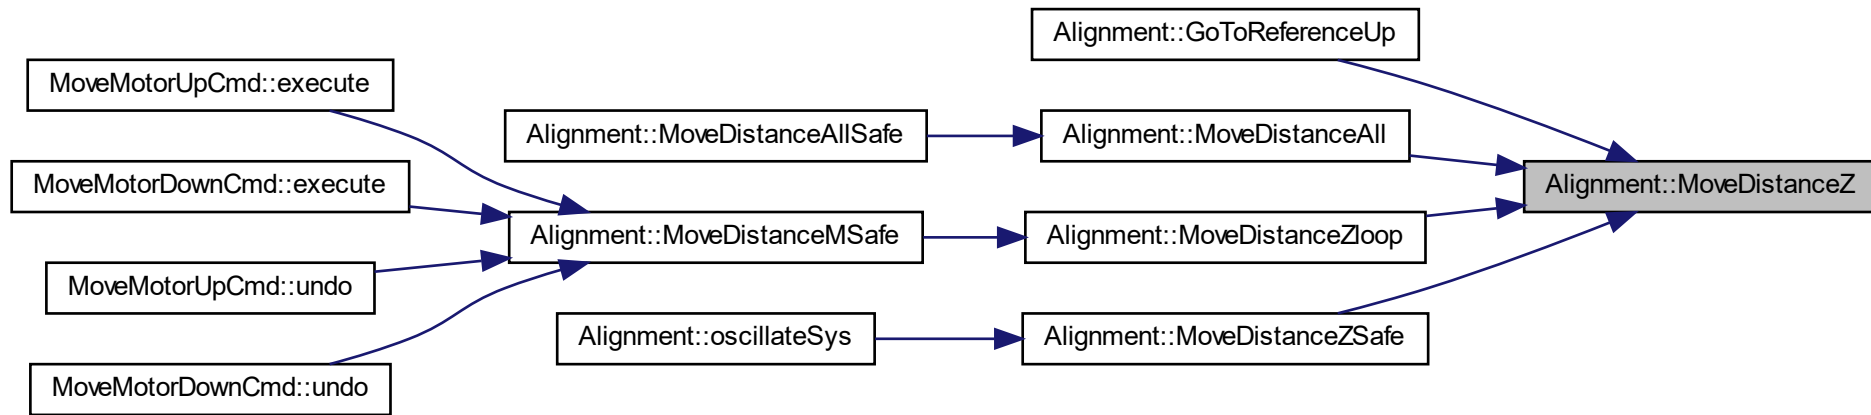 Alignment::GoToReferenceUp
MoveMotorUpCmd::execute
Alignment::MoveDistanceAllSafe
Alignment::MoveDistanceAll
MoveMotorDownCmd::execute
Alignment::MoveDistanceZ
Alignment::MoveDistanceMSafe
Alignment::MoveDistanceZloop
MoveMotorUpCmd::undo
Alignment::oscillateSys
Alignment::MoveDistanceZSafe
MoveMotorDownCmd::undo